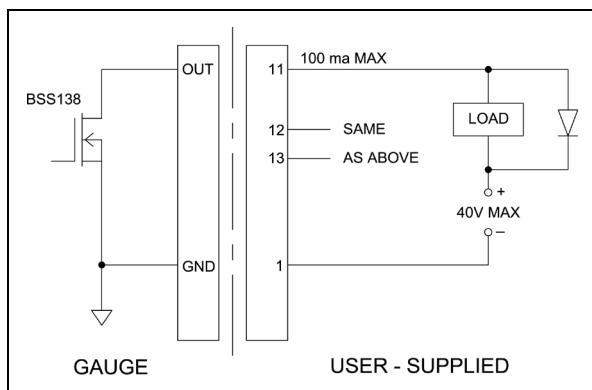 OUT
11
100 ma MAX
BSS138
LOAD
12
SAME
13
AS ABOVE
+
40V MAX
–
GND
1
GAUGE
USER - SUPPLIED